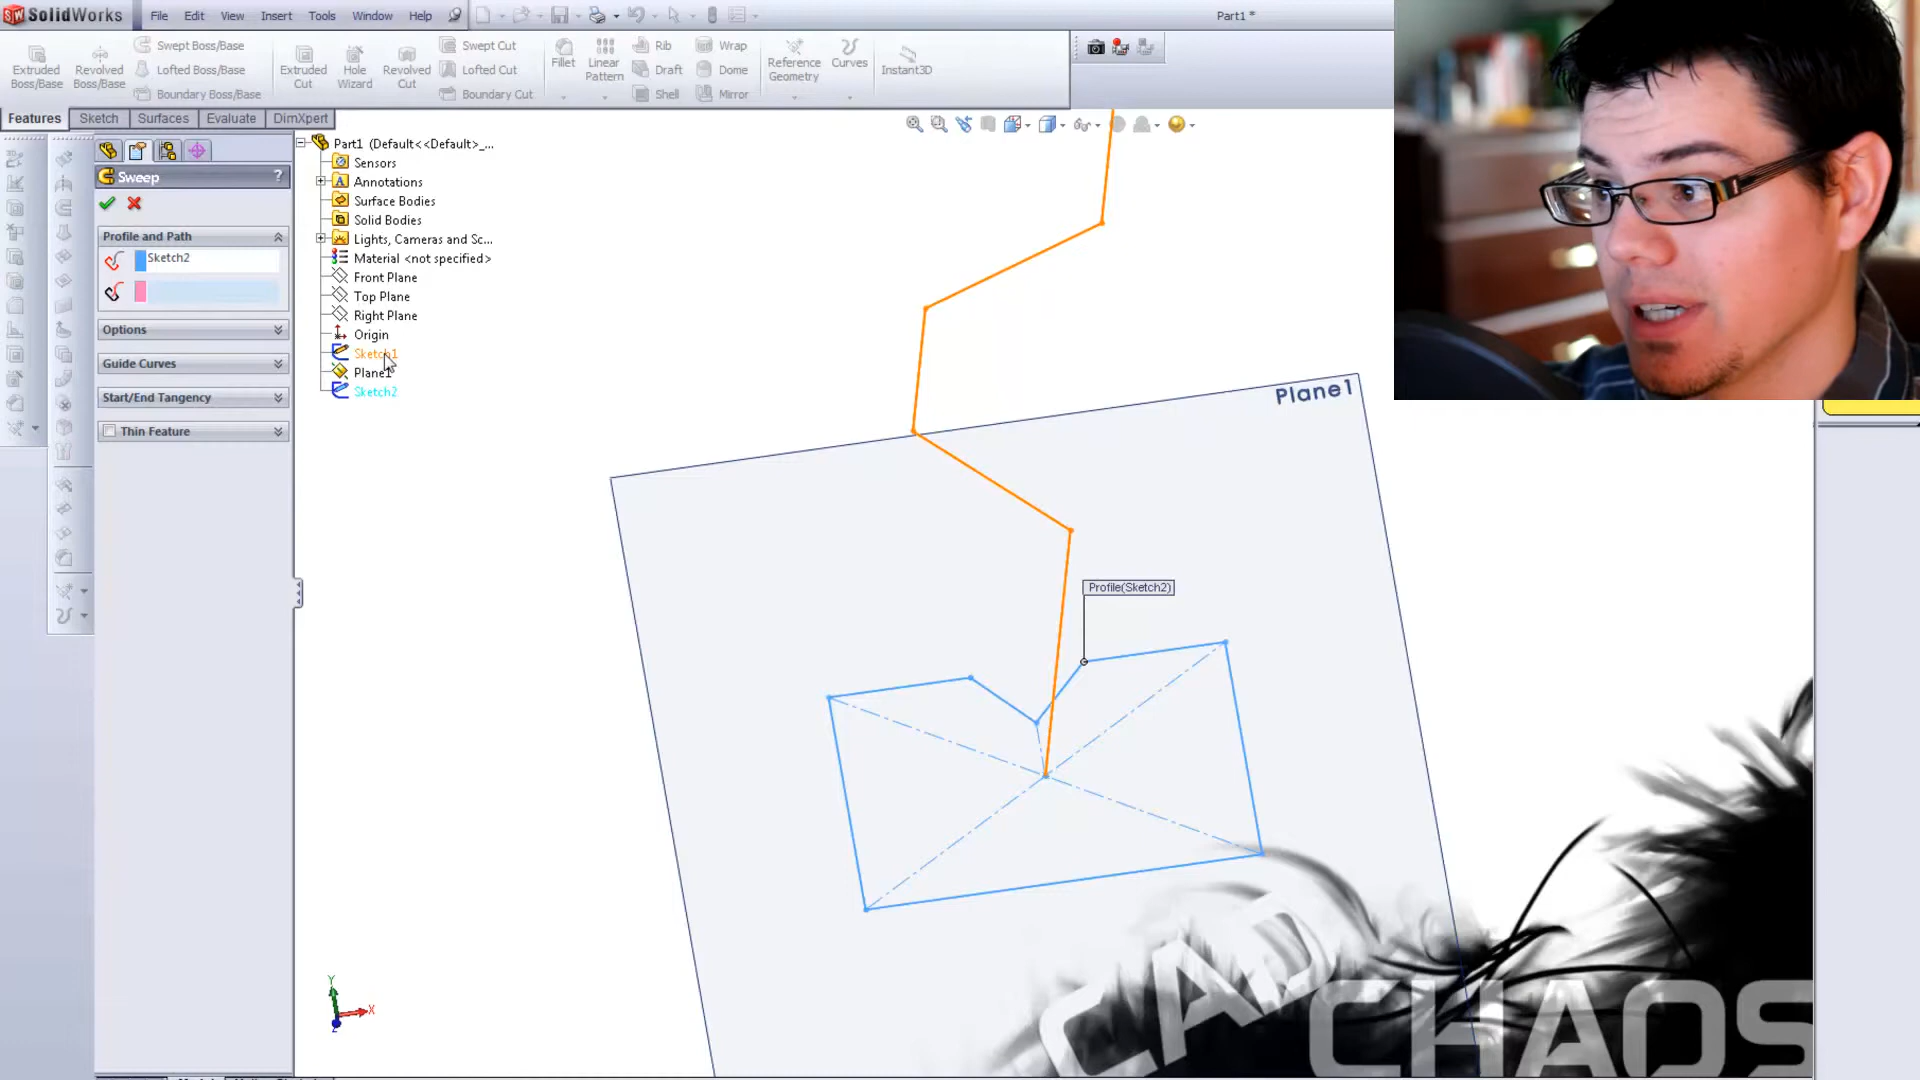 SolidWorks File Edit View Insert Tools Window Help Part1 *
Extruded Boss/Base
Revolved Boss/Base
Swept Boss/Base
Lofted Boss/Base
Boundary Boss/Base
Extruded Cut
Hole Wizard
Revolved Cut
Swept Cut
Lofted Cut
Boundary Cut
Fillet
Linear Pattern
Rib
Draft
Shell
Wrap
Dome
Mirror
Reference Geometry
Curves
Instant3D
Features Sketch Surfaces Evaluate DimXpert
Sweep ?
Profile and Path
Sketch2
Options
Guide Curves
Start/End Tangency
Thin Feature
Part1 (Default<<Default>_...
Sensors
Annotations
Surface Bodies
Solid Bodies
Lights, Cameras and Sc...
Material <not specified>
Front Plane
Top Plane
Right Plane
Origin
Sketch1
Plane1
Sketch2
Plane1
Profile(Sketch2)
Y
X
Z
CAD
CHAOS